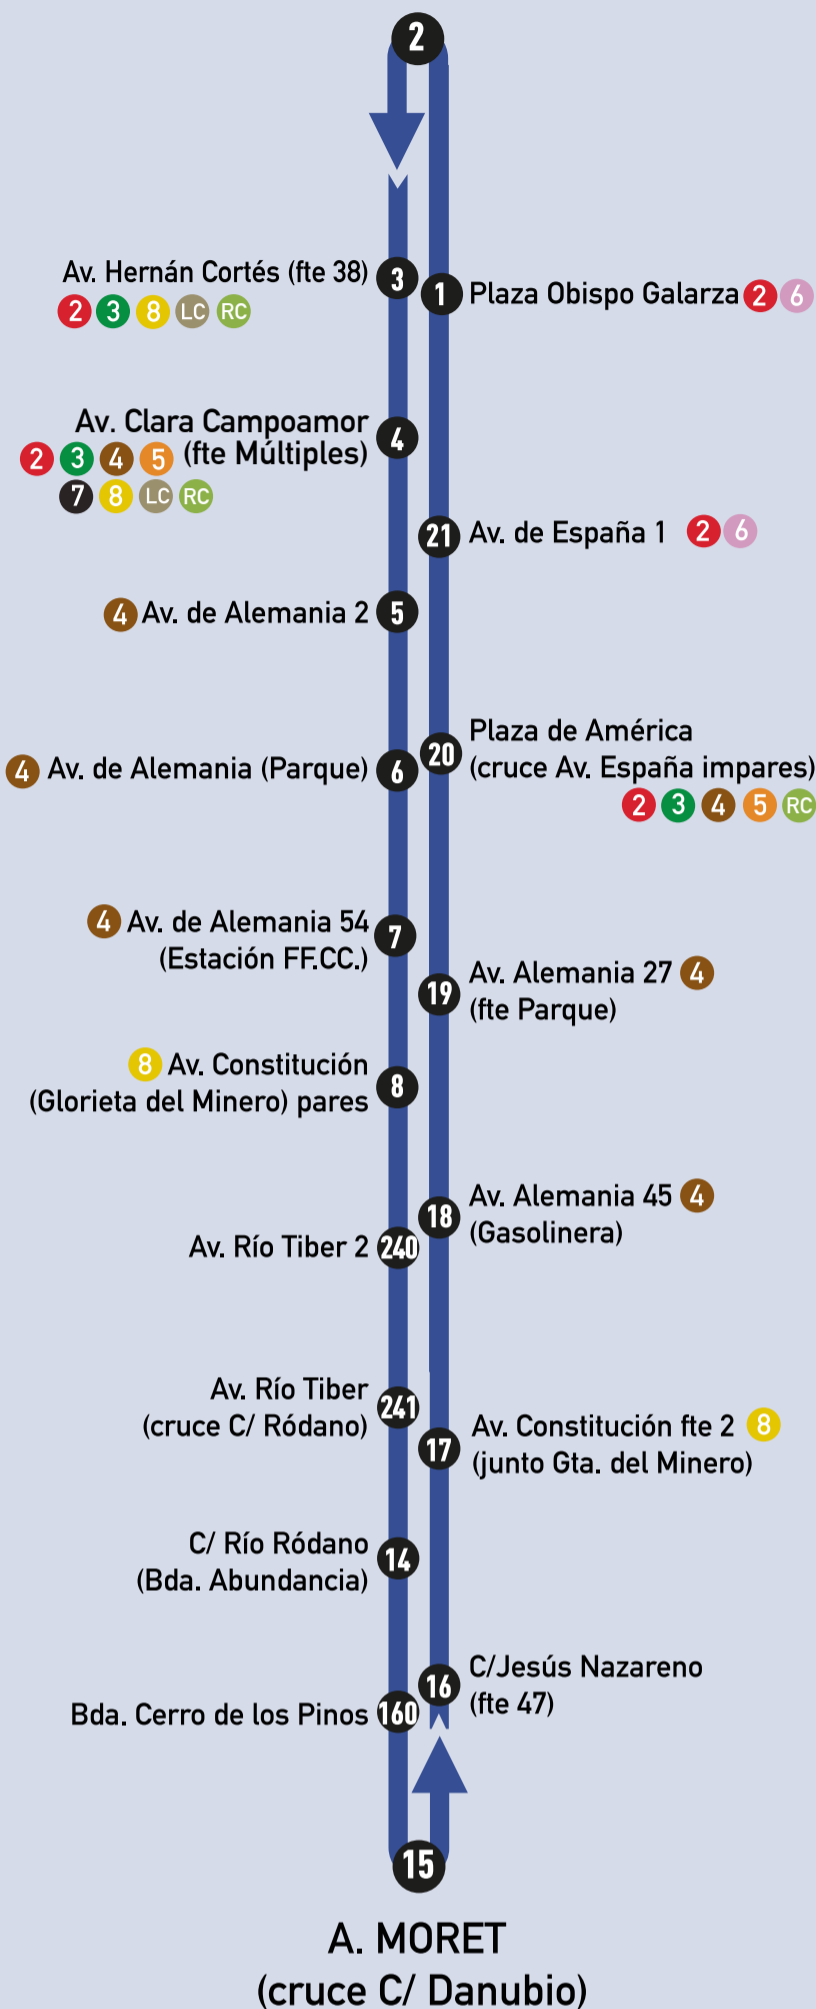 2
Av. Hernán Cortés (fte 38)
3
2 3 8 LC RC
1
Plaza Obispo Galarza 2 6
Av. Clara Campoamor
4
2 3 4 5 (fte Múltiples)
7 8 LC RC
21
Av. de España 1 2 6
4 Av. de Alemania 2
5
Plaza de América
20
(cruce Av. España impares)
2 3 4 5 RC
4 Av. de Alemania (Parque)
6
4 Av. de Alemania 54
7
(Estación FF.CC.)
Av. Alemania 27 4
19
(fte Parque)
8 Av. Constitución
8
(Glorieta del Minero) pares
Av. Alemania 45 4
18
(Gasolinera)
Av. Río Tiber 2
240
Av. Río Tiber
241
(cruce C/ Ródano)
Av. Constitución fte 2 8
17
(junto Gta. del Minero)
C/ Río Ródano
14
(Bda. Abundancia)
C/Jesús Nazareno
16
(fte 47)
Bda. Cerro de los Pinos
160
15
A. MORET
(cruce C/ Danubio)